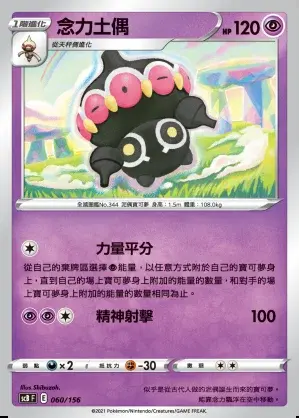 1階進化
念力土偶
HP 120
從天秤偶進化
全國圖鑑No.344 泥偶寶可夢 身高:1.5m 體重:108.0kg
力量平分
從自己的棄牌區選擇 能量,以任意方式附於自己的寶可夢身
上,直到自己的場上寶可夢身上附加的能量的數量,和對手的場
上寶可夢身上附加的能量的數量相同為止。
精神射擊 100
弱點 ×2 抵抗力 -30 撤退
Illus. Shibuzoh.
sc3 F E 060/156
似乎是從古代人做的泥偶誕生而來的寶可夢。
能靠念力飄浮在空中移動。
©2021 Pokémon/Nintendo/Creatures/GAME FREAK.